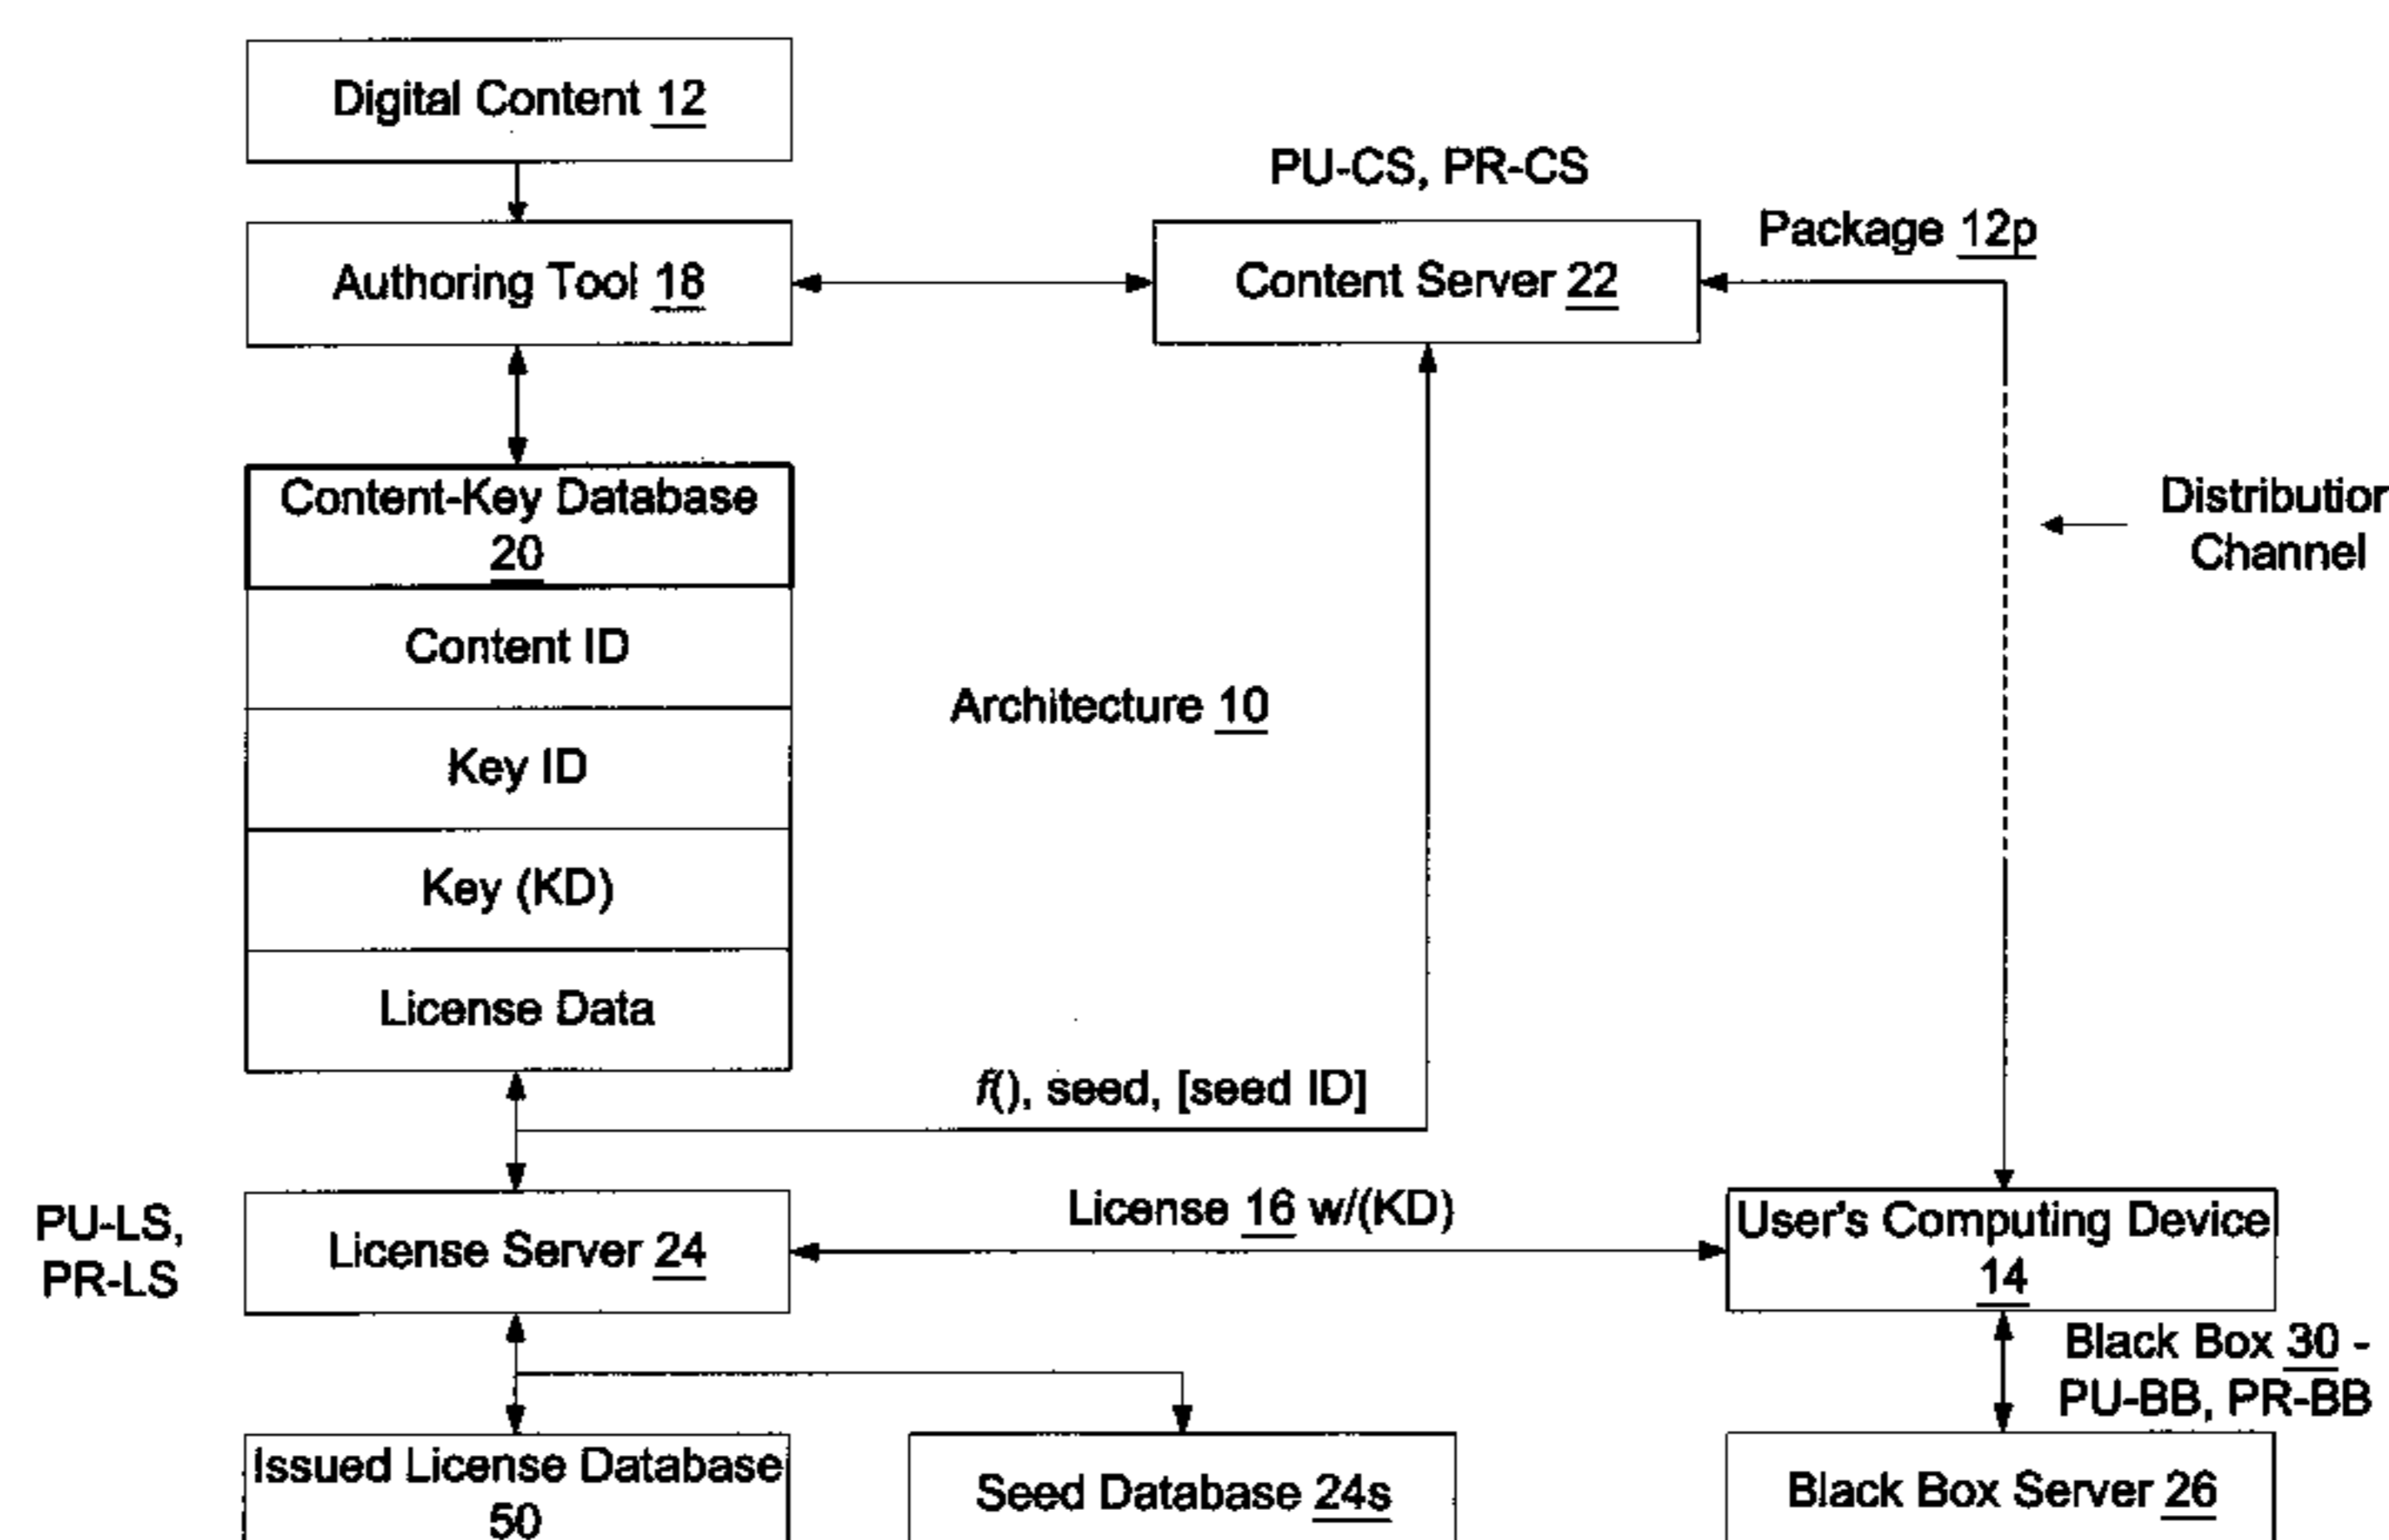 Digital Content 12
PU-CS, PR-CS
Authoring Tool 18
Content Server 22
Package 12p
Content-Key Database
20
Distribution
Channel
Content ID
Architecture 10
Key ID
Key (KD)
License Data
f(), seed, [seed ID]
PU-LS,
PR-LS
License Server 24
License 16 w/(KD)
User's Computing Device
14
Black Box 30 -
PU-BB, PR-BB
Issued License Database
50
Seed Database 24s
Black Box Server 26